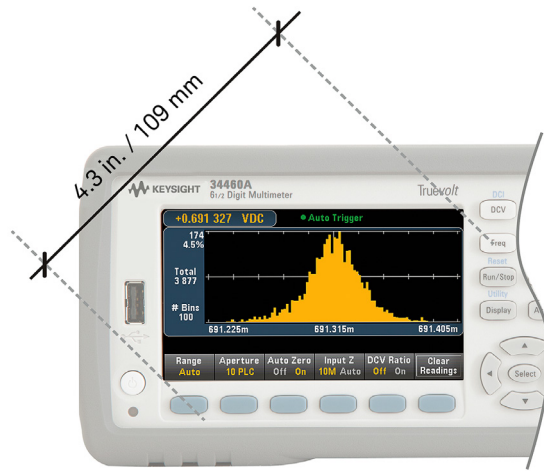 4.3 in. / 109 mm
KEYSIGHT
34460A
6 1/2 Digit Multimeter
Truevolt
DCI
DCV
Freq
Reset
Run/Stop
Utility
Display
A
Select
+0.691 327 VDC
Auto Trigger
174
4.5%
Total
3 877
# Bins
100
691.225m
691.315m
691.405m
Range
Auto
Aperture
10 PLC
Auto Zero
Off On
Input Z
10M Auto
DCV Ratio
Off On
Clear
Readings